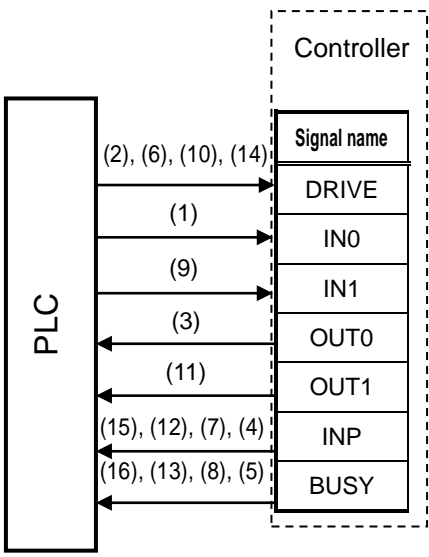 Controller
Signal name
(2), (6), (10), (14)
DRIVE
(1)
IN0
(9)
IN1
(3)
OUT0
(11)
OUT1
(15), (12), (7), (4)
INP
(16), (13), (8), (5)
BUSY
PLC